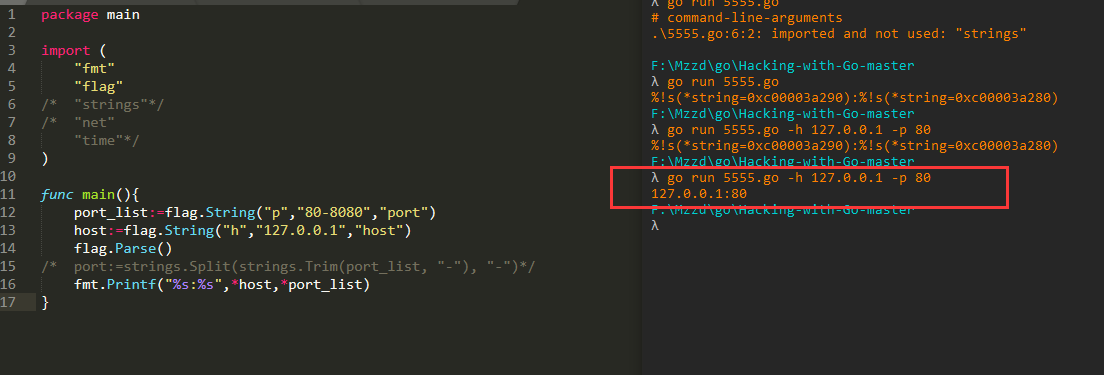 1 package main
2
3 import (
4 "fmt"
5 "flag"
6 /* "strings"*/
7 /* "net"
8 "time"*/
9 )
10
11 func main(){
12 port_list:=flag.String("p","80-8080","port")
13 host:=flag.String("h","127.0.0.1","host")
14 flag.Parse()
15 /* port:=strings.Split(strings.Trim(port_list, "-"), "-")*/
16 fmt.Printf("%s:%s",*host,*port_list)
17 }
λ go run 5555.go
# command-line-arguments
.\5555.go:6:2: imported and not used: "strings"
F:\Mzzd\go\Hacking-with-Go-master
λ go run 5555.go
%!s(*string=0xc00003a290):%!s(*string=0xc00003a280)
F:\Mzzd\go\Hacking-with-Go-master
λ go run 5555.go -h 127.0.0.1 -p 80
%!s(*string=0xc00003a290):%!s(*string=0xc00003a280)
F:\Mzzd\go\Hacking-with-Go-master
λ go run 5555.go -h 127.0.0.1 -p 80
127.0.0.1:80
F:\Mzzd\go\Hacking-with-Go-master
λ